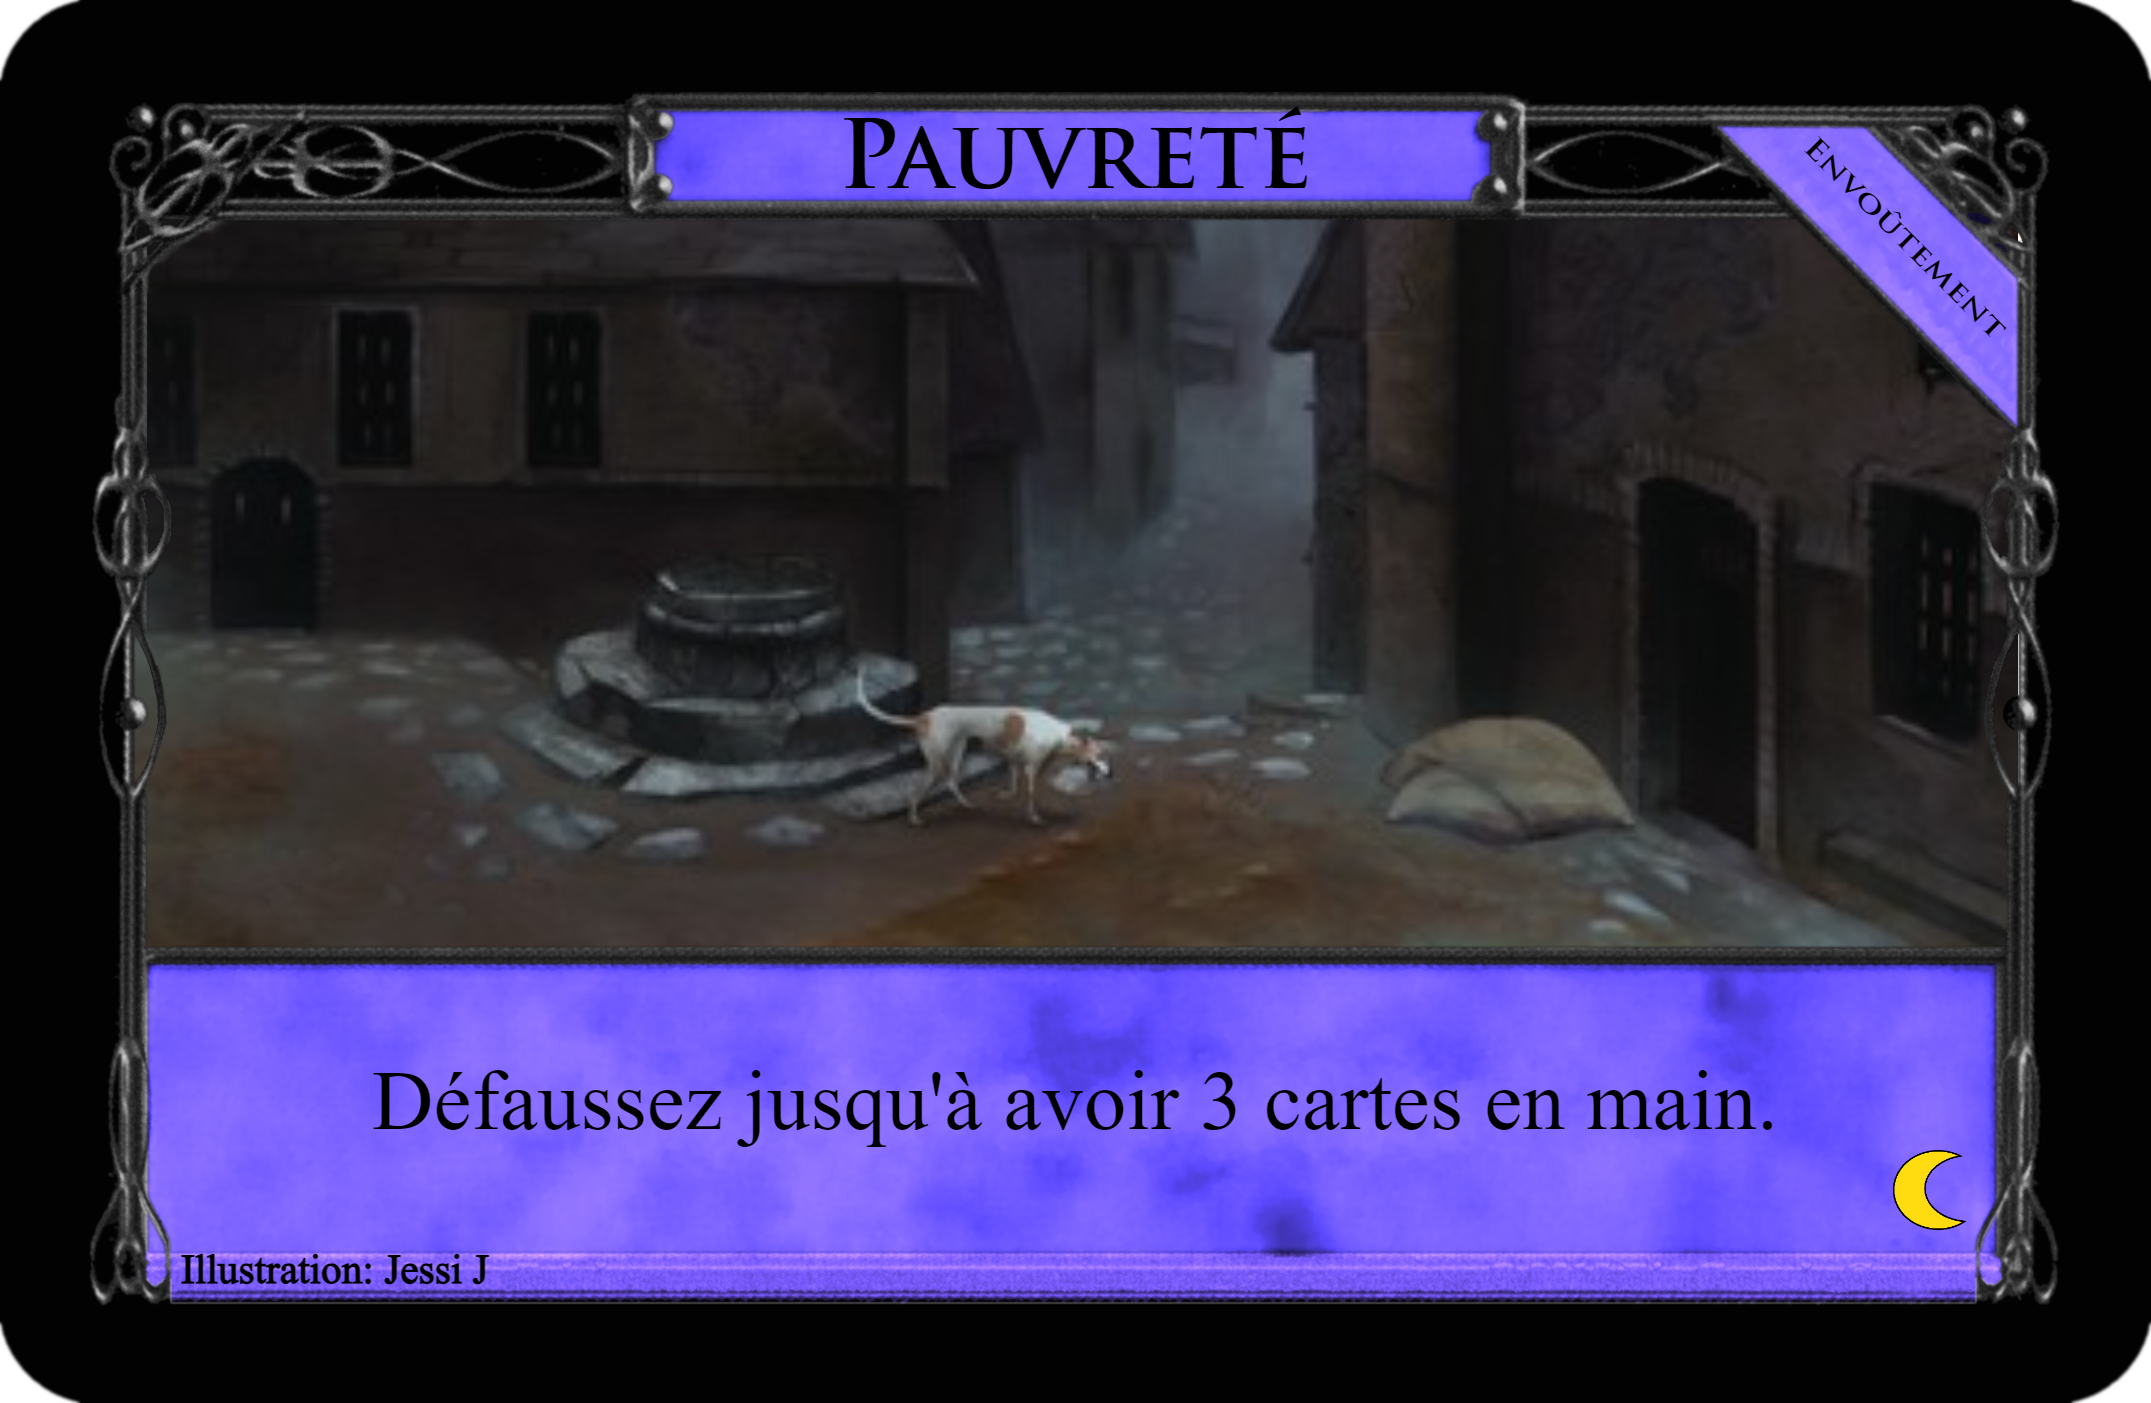 Pauvreté
Envoûtement
Défaussez jusqu'à avoir 3 cartes en main.
Illustration: Jessi J